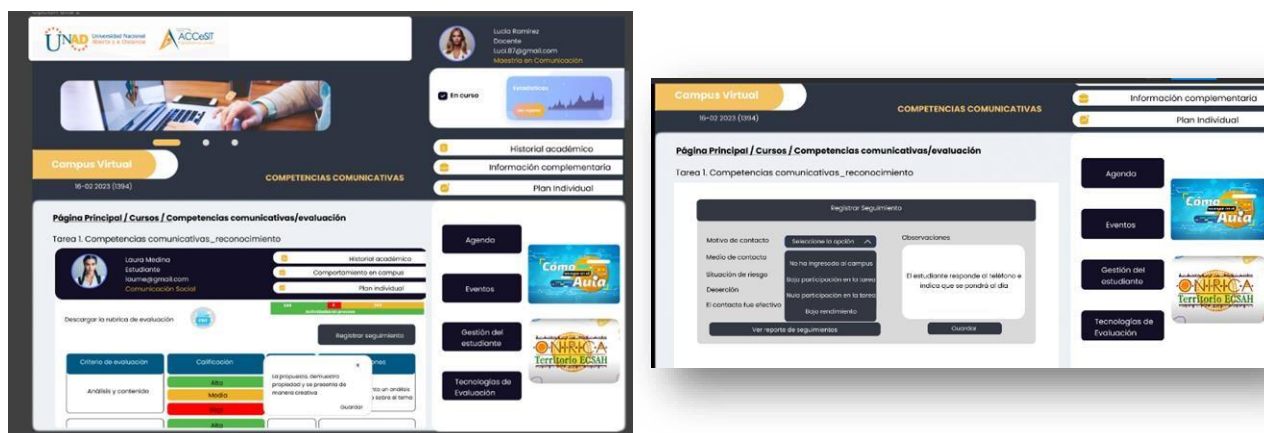 UNAD
Universidad Nacional
Abierta y a Distancia
ACCeSIT
Lucía Ramírez
Docente
Luci.87@gmail.com
Maestría en Comunicación
En curso
Estadísticas
Historial académico
Información complementaria
Plan Individual
Campus Virtual
16-02 2023 (1394)
COMPETENCIAS COMUNICATIVAS
Página Principal / Cursos / Competencias comunicativas/evaluación
Tarea 1. Competencias comunicativas_reconocimiento
Laura Medina
Estudiante
laurme@gmail.com
Comunicación Social
Historial académico
Comportamiento en campus
Plan individual
Descargar la rúbrica de evaluación
Registrar seguimiento
Criterio de evaluación
Calificación
Análisis y contenido
Alta
Media
La propuesta, demuestra
propiedad y se presenta de
manera creativa
Guardar
x
un análisis
sobre el tema
Alta
Agenda
Eventos
Gestión del
estudiante
Tecnologías de
Evaluación
Cómo
Aula
ONIRICA
Territorio ECSAH
Campus Virtual
16-02 2023 (1394)
COMPETENCIAS COMUNICATIVAS
Información complementaria
Plan Individual
Página Principal / Cursos / Competencias comunicativas/evaluación
Tarea 1. Competencias comunicativas_reconocimiento
Registrar Seguimiento
Motivo de contacto
Seleccione la opción
Observaciones
Medio de contacto
No ha ingresado al campus
Situación de riesgo
Baja participación en la tarea
Deserción
Nula participación en la tarea
El contacto fue efectivo
Bajo rendimiento
El estudiante responde al teléfono e
indica que se pondrá al día
Ver reporte de seguimientos
Guardar
Agenda
Eventos
Gestión del
estudiante
Tecnologías de
Evaluación
Cómo
Aula
ONIRICA
Territorio ECSAH